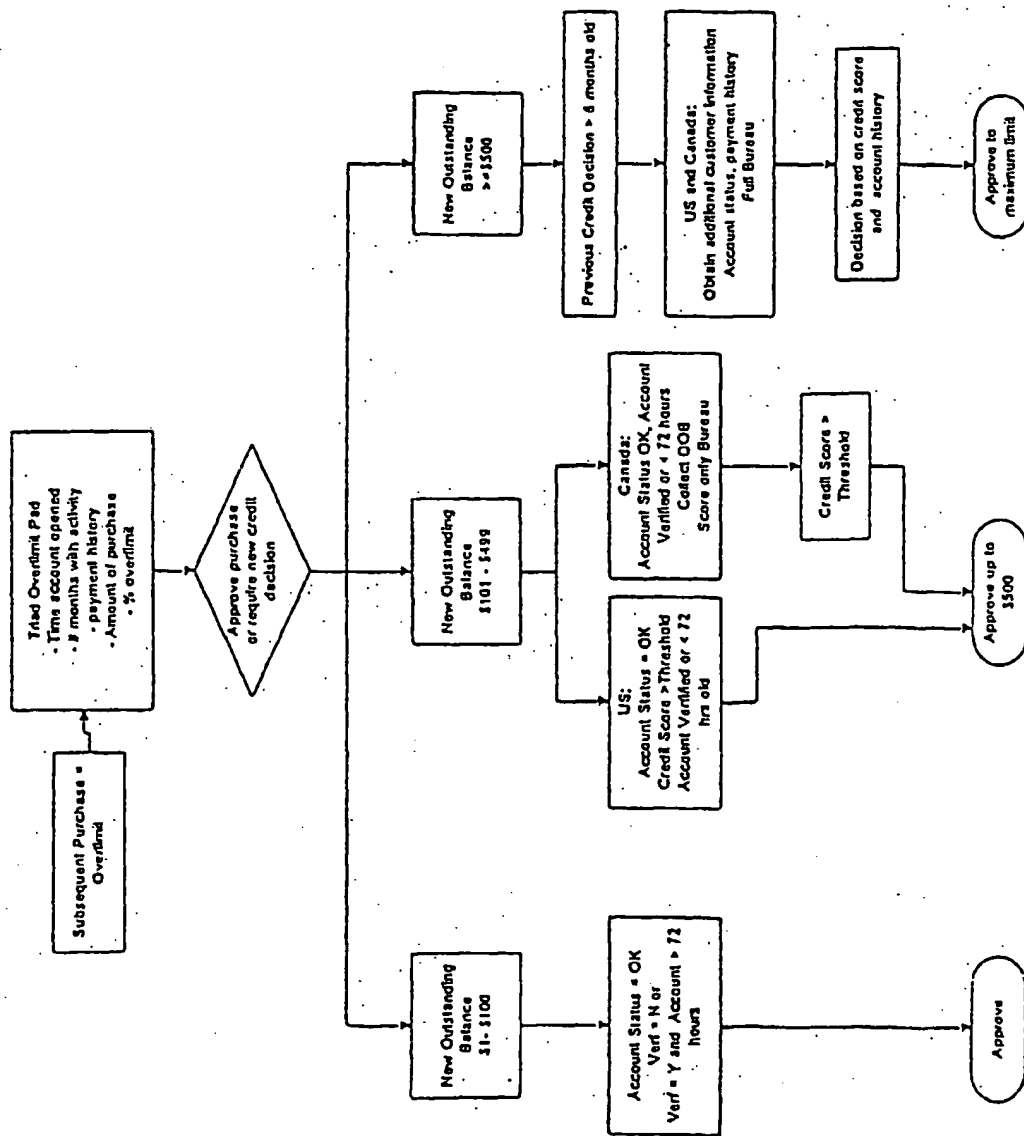 Subsequent Purchase =
Overlimit
Triad Overlimit Pad
- Time account opened
- # months with activity
- payment history
- Amount of purchase
- % overlimit
Approve purchase
or require new credit
decision
New Outstanding
Balance
$1 - $100
Account Status = OK
Verf = N or
Verf = Y and Account > 72
hours
Approve
New Outstanding
Balance
$101 - $499
US:
Account Status = OK
Credit Score > Threshold
Account Verified or < 72
hrs old
Canada:
Account Status OK, Account
Verified or < 72 hours
Collect DOB
Score only Bureau
Credit Score >
Threshold
Approve up to
$500
New Outstanding
Balance
>= $500
Previous Credit Decision > 6 months old
US and Canada:
Obtain additional customer information
Account status, payment history
Full Bureau
Decision based on credit score
and account history
Approve to
maximum limit